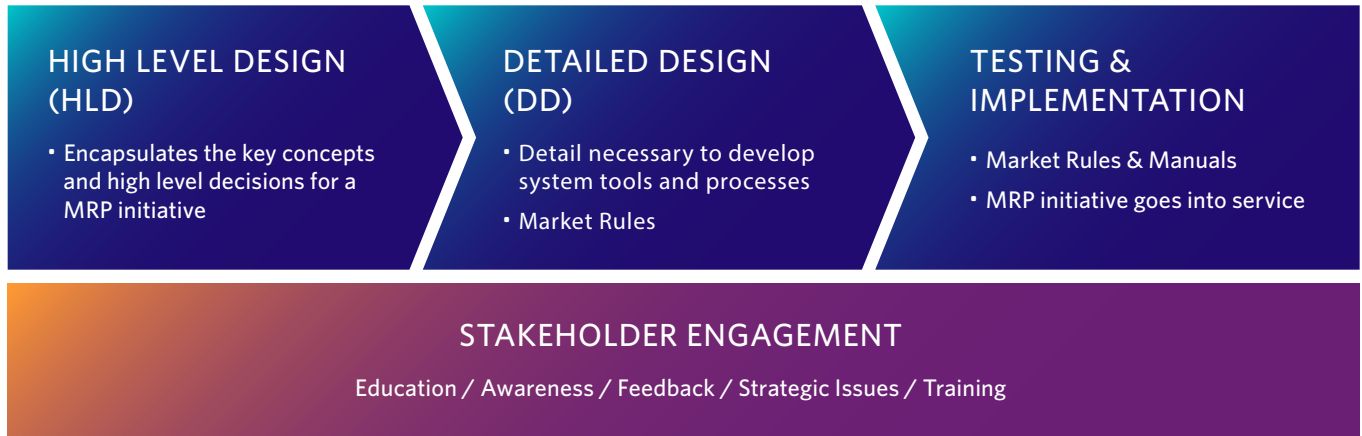 HIGH LEVEL DESIGN
(HLD)
• Encapsulates the key concepts
and high level decisions for a
MRP initiative
DETAILED DESIGN
(DD)
• Detail necessary to develop
system tools and processes
• Market Rules
TESTING &
IMPLEMENTATION
• Market Rules & Manuals
• MRP initiative goes into service
STAKEHOLDER ENGAGEMENT
Education / Awareness / Feedback / Strategic Issues / Training